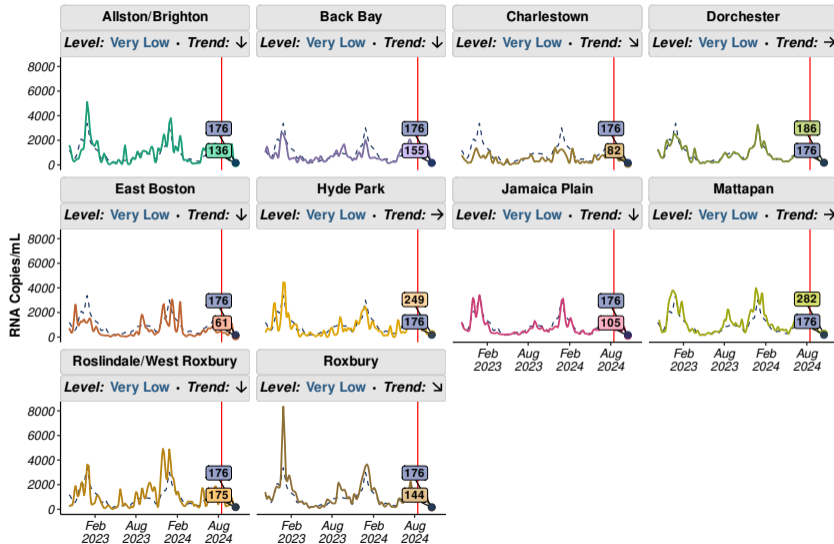 Allston/Brighton
Back Bay
Charlestown
Dorchester
Level: Very Low · Trend: ↓
Level: Very Low · Trend: ↓
Level: Very Low · Trend: ↘
Level: Very Low · Trend: →
8000
6000
4000
2000
0
176
136
176
155
176
82
186
176
East Boston
Hyde Park
Jamaica Plain
Mattapan
Level: Very Low · Trend: ↓
Level: Very Low · Trend: →
Level: Very Low · Trend: ↓
Level: Very Low · Trend: →
RNA Copies/mL
8000
6000
4000
2000
0
176
61
249
176
176
105
282
176
Feb
2023
Aug
2023
Feb
2024
Aug
2024
Feb
2023
Aug
2023
Feb
2024
Aug
2024
Roslindale/West Roxbury
Roxbury
Level: Very Low · Trend: ↓
Level: Very Low · Trend: ↘
8000
6000
4000
2000
0
176
175
176
144
Feb
2023
Aug
2023
Feb
2024
Aug
2024
Feb
2023
Aug
2023
Feb
2024
Aug
2024